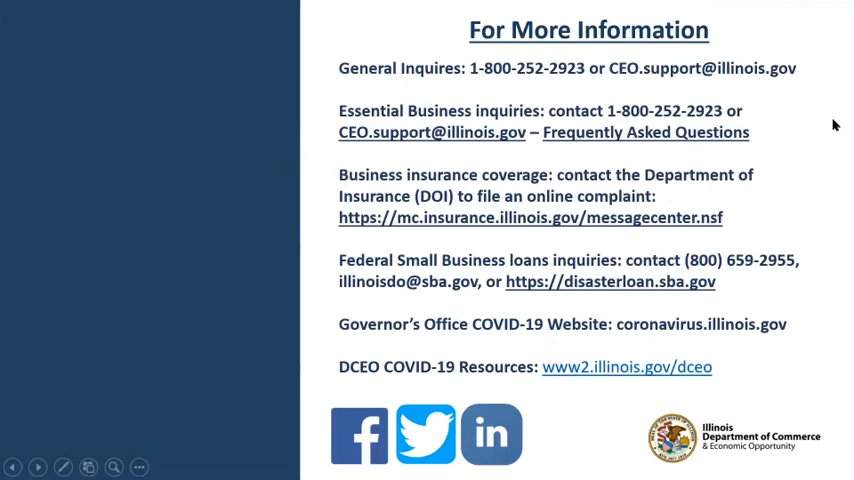 For More Information
General Inquires: 1-800-252-2923 or CEO.support@illinois.gov
Essential Business inquiries: contact 1-800-252-2923 or
CEO.support@illinois.gov – Frequently Asked Questions
Business insurance coverage: contact the Department of
Insurance (DOI) to file an online complaint:
https://mc.insurance.illinois.gov/messagecenter.nsf
Federal Small Business loans inquiries: contact (800) 659-2955,
illinoisdo@sba.gov, or https://disasterloan.sba.gov
Governor's Office COVID-19 Website: coronavirus.illinois.gov
DCEO COVID-19 Resources: www2.illinois.gov/dceo
f
in
Illinois
Department of Commerce
& Economic Opportunity